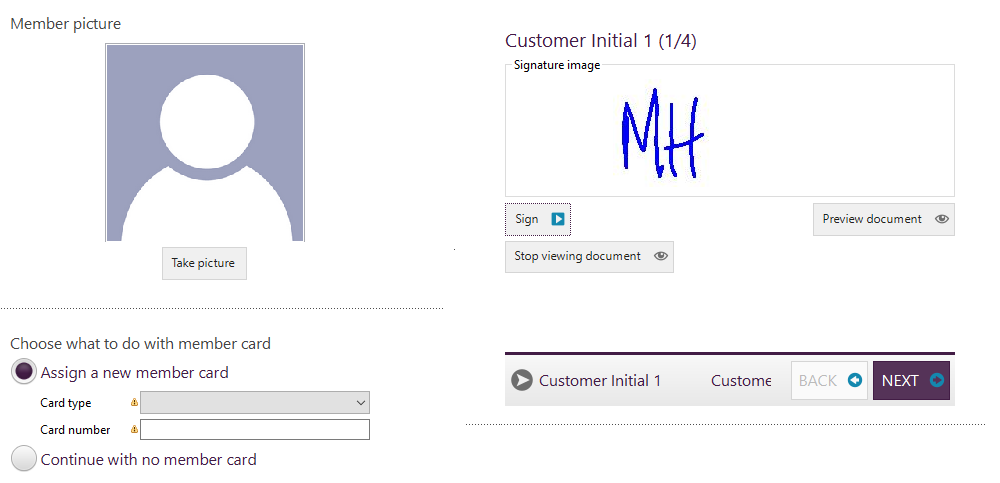 Member picture
Take picture
Choose what to do with member card
Assign a new member card
Card type
Card number
Continue with no member card
Customer Initial 1 (1/4)
Signature image
MH
Sign
Preview document
Stop viewing document
Customer Initial 1
Custome
BACK
NEXT